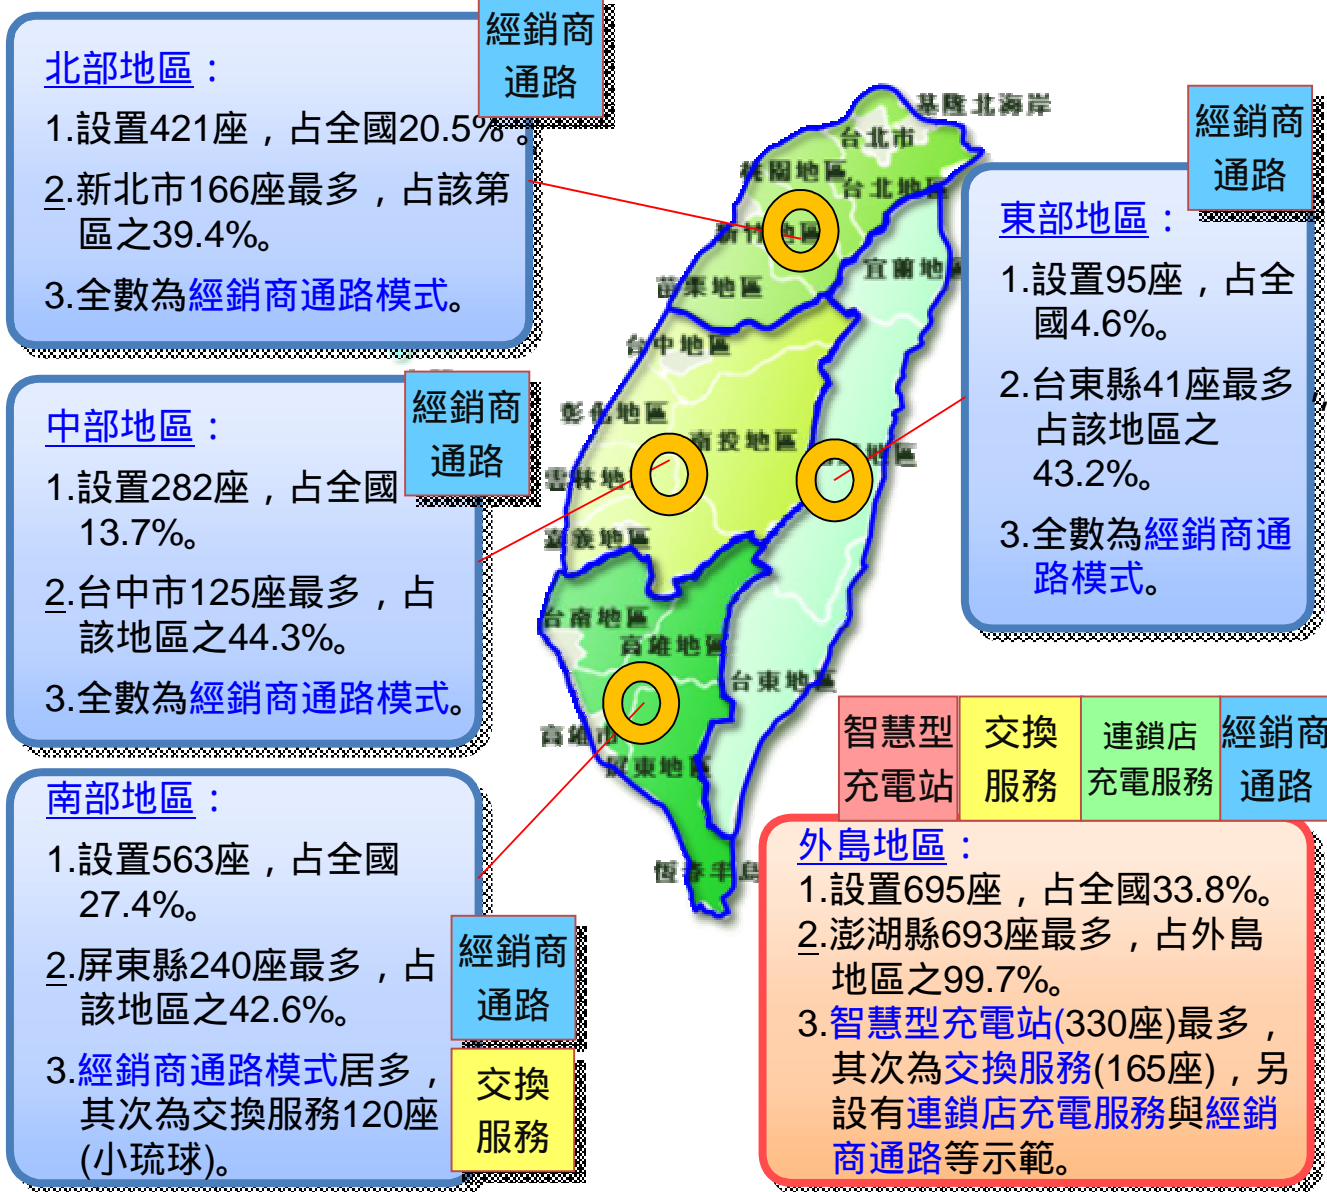 經銷商
通路
北部地區：
1.設置421座，占全國20.5%。
2.新北市166座最多，占該第
區之39.4%。
3.全數為經銷商通路模式。
經銷商
通路
中部地區：
1.設置282座，占全國
13.7%。
2.台中市125座最多，占
該地區之44.3%。
3.全數為經銷商通路模式。
南部地區：
1.設置563座，占全國
27.4%。
2.屏東縣240座最多，占
該地區之42.6%。
3.經銷商通路模式居多，
其次為交換服務120座
(小琉球)。
經銷商
通路
交換
服務
基隆北海岸
台北市
桃園地區
台北地區
新竹地區
宜蘭地區
苗栗地區
台中地區
彰化地區
南投地區
雲林地
地區
嘉義地區
台南地區
高雄地區
台東地區
高雄市
屏東地區
恆春半島
經銷商
通路
東部地區：
1.設置95座，占全
國4.6%。
2.台東縣41座最多，
占該地區之
43.2%。
3.全數為經銷商通
路模式。
智慧型
充電站
交換
服務
連鎖店
充電服務
經銷商
通路
外島地區：
1.設置695座，占全國33.8%。
2.澎湖縣693座最多，占外島
地區之99.7%。
3.智慧型充電站(330座)最多，
其次為交換服務(165座)，另
設有連鎖店充電服務與經銷
商通路等示範。